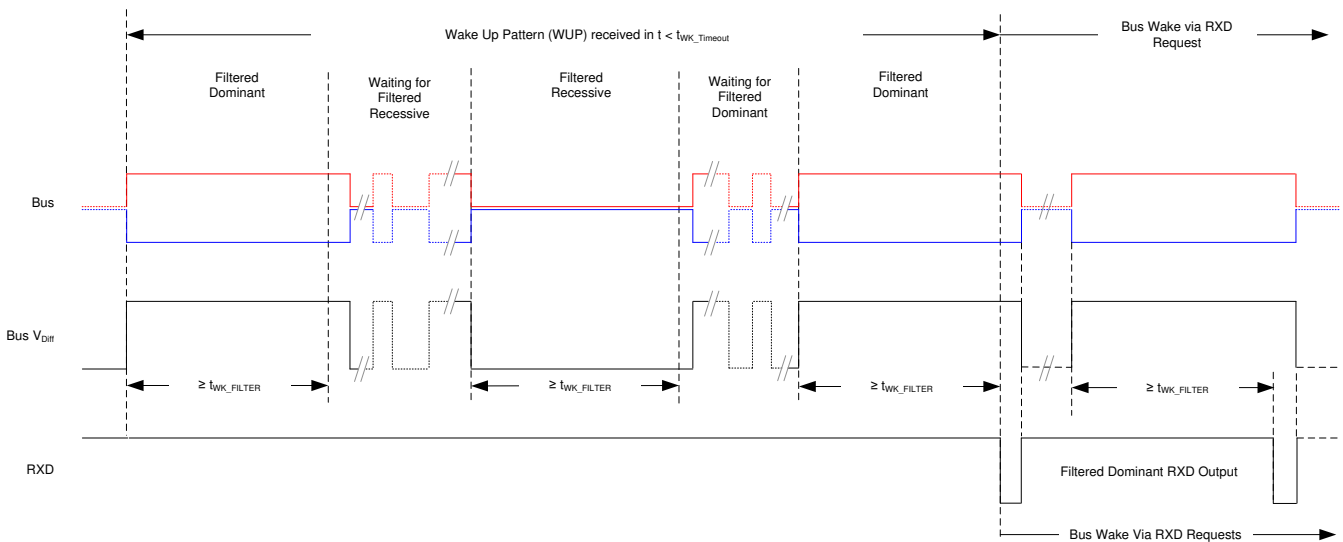 Wake Up Pattern (WUP) received in t < tWK_Timeout
Bus Wake via RXD
Request
Filtered
Dominant
Waiting for
Filtered
Recessive
Filtered
Recessive
Waiting for
Filtered
Dominant
Filtered
Dominant
Bus
Bus VDiff
≥ tWK_FILTER
≥ tWK_FILTER
≥ tWK_FILTER
≥ tWK_FILTER
RXD
Filtered Dominant RXD Output
Bus Wake Via RXD Requests